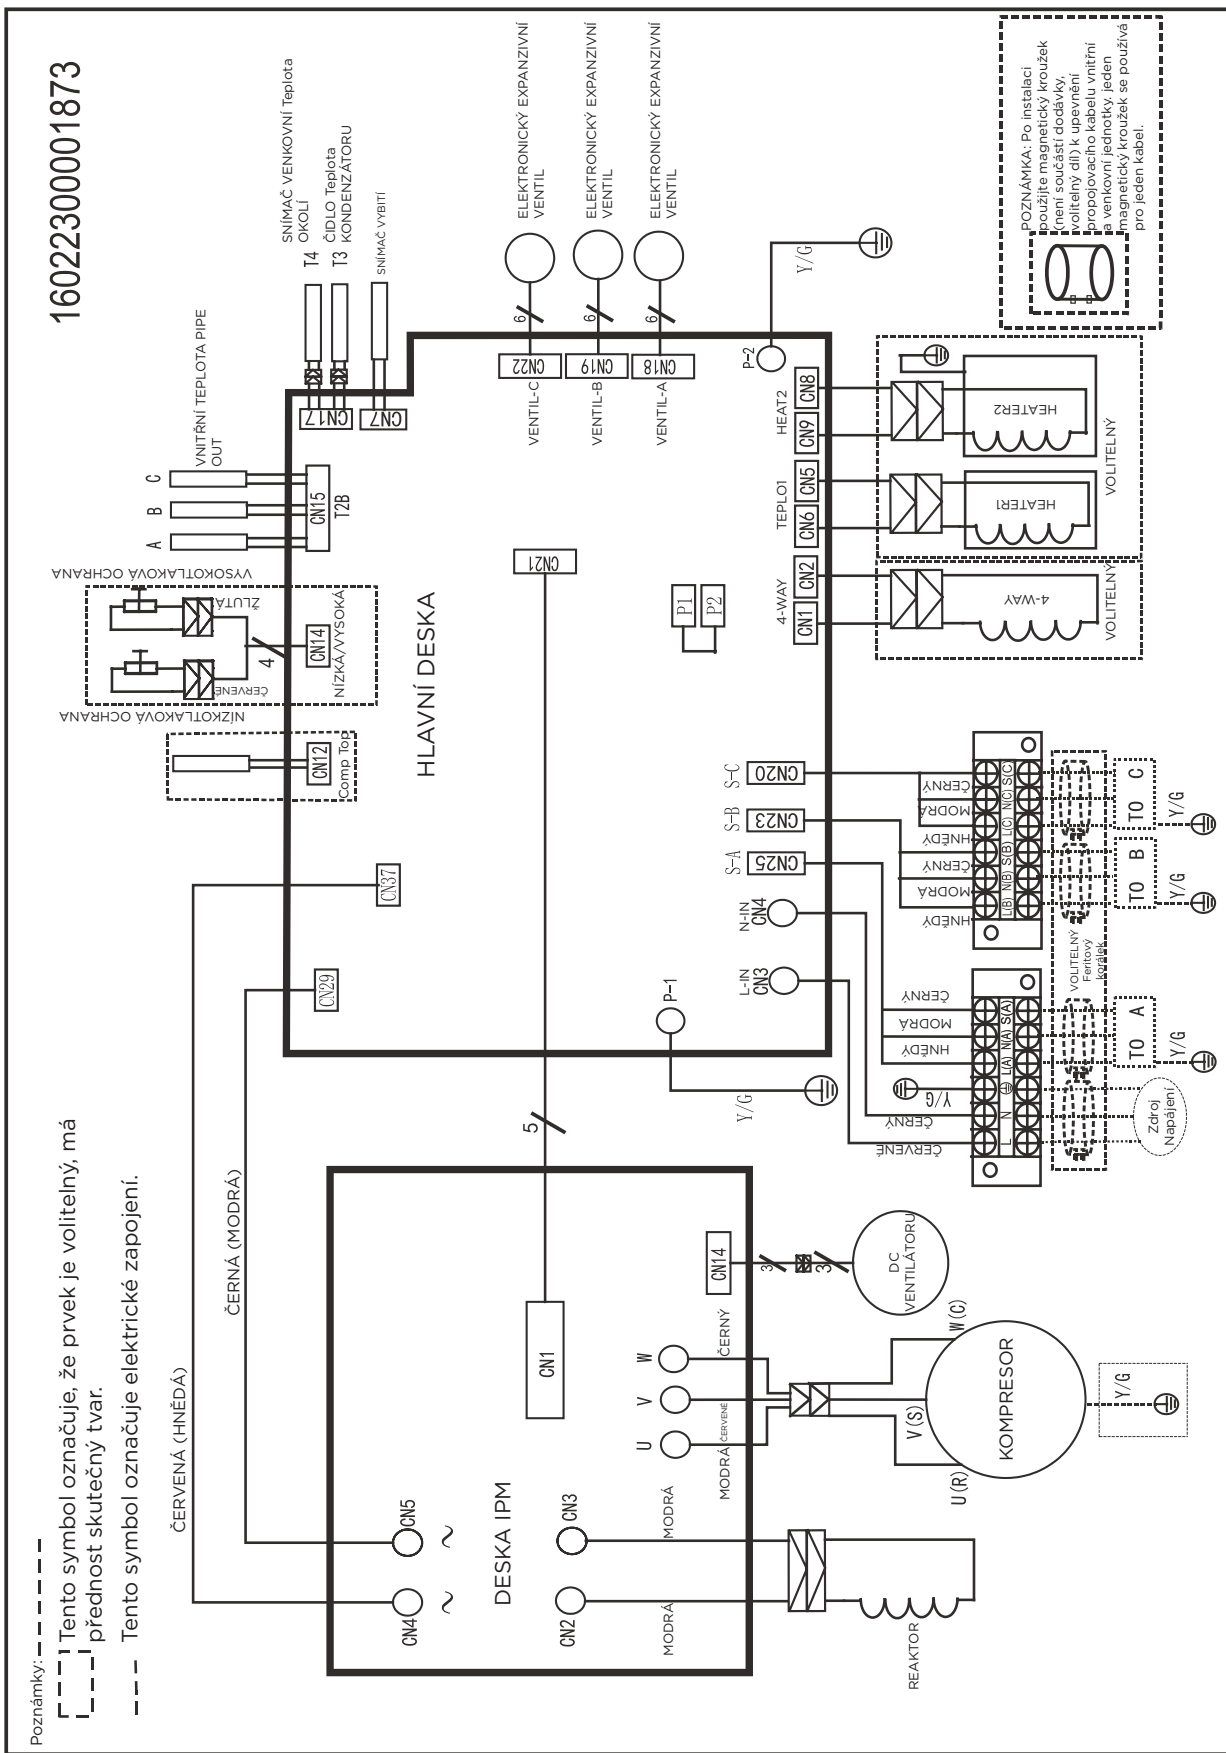 16022300001873
Poznámky:
Tento symbol označuje, že prvek je volitelný, má
přednost skutečný tvar.
Tento symbol označuje elektrické zapojení.
ČERVENÁ (HNĚDÁ)
ČERNÁ (MODRÁ)
VYSOKOTLAKOVÁ OCHRANA
NÍZKOTLAKOVÁ OCHRANA
ŽLUTÁ
ČERVENÉ
4
CN14
NÍZKÁ/VYSOKÁ
CN12
Comp Top
A
B
C
VNITŘNÍ TEPLOTA PIPE
OUT
CN15
T2B
SNÍMAČ VENKOVNÍ Teplota
OKOLÍ
T4
ČIDLO Teplota
KONDENZÁTORU
T3
SNÍMAČ VYBITÍ
CN17
CN7
ELEKTRONICKÝ EXPANZIVNÍ
VENTIL
ELEKTRONICKÝ EXPANZIVNÍ
VENTIL
ELEKTRONICKÝ EXPANZIVNÍ
VENTIL
6
6
6
CN22
CN19
CN18
VENTIL-C
VENTIL-B
VENTIL-A
P-2
Y/G
POZNÁMKA: Po instalaci
použijte magnetický kroužek
(není součástí dodávky,
volitelný díl) k upevnění
propojovacího kabelu vnitřní
a venkovní jednotky. jeden
magnetický kroužek se používá
pro jeden kabel.
HLAVNÍ DESKA
CN21
P1
P2
CN37
CN29
HEAT2
CN8
CN9
TEPLO1
CN5
CN6
4-WAY
CN2
CN1
HEATER2
HEATER1
VOLITELNÝ
4-WAY
VOLITELNÝ
S-C
CN20
S-B
CN23
S-A
CN25
N-IN
CN4
L-IN
CN3
P-1
Y/G
ČERNÝ
MODRÁ
HNĚDÝ
ČERNÝ
MODRÁ
HNĚDÝ
S(C)
N(C)
L(C)
S(B)
N(B)
L(B)
TO C
Y/G
TO B
Y/G
VOLITELNÝ
Feritový
korálek
ČERNÝ
MODRÁ
HNĚDÝ
Y/G
ČERNÝ
ČERVENÉ
S(A)
N(A)
L(A)
N
L
TO A
Y/G
Zdroj
Napájení
5
CN1
DESKA IPM
CN5
CN4
~
~
CN3
CN2
MODRÁ
MODRÁ
REAKTOR
W
V
U
ČERNÝ
ČERVENÉ
MODRÁ
CN14
3
3
DC
VENTILÁTORU
W(C)
V(S)
U(R)
KOMPRESOR
Y/G